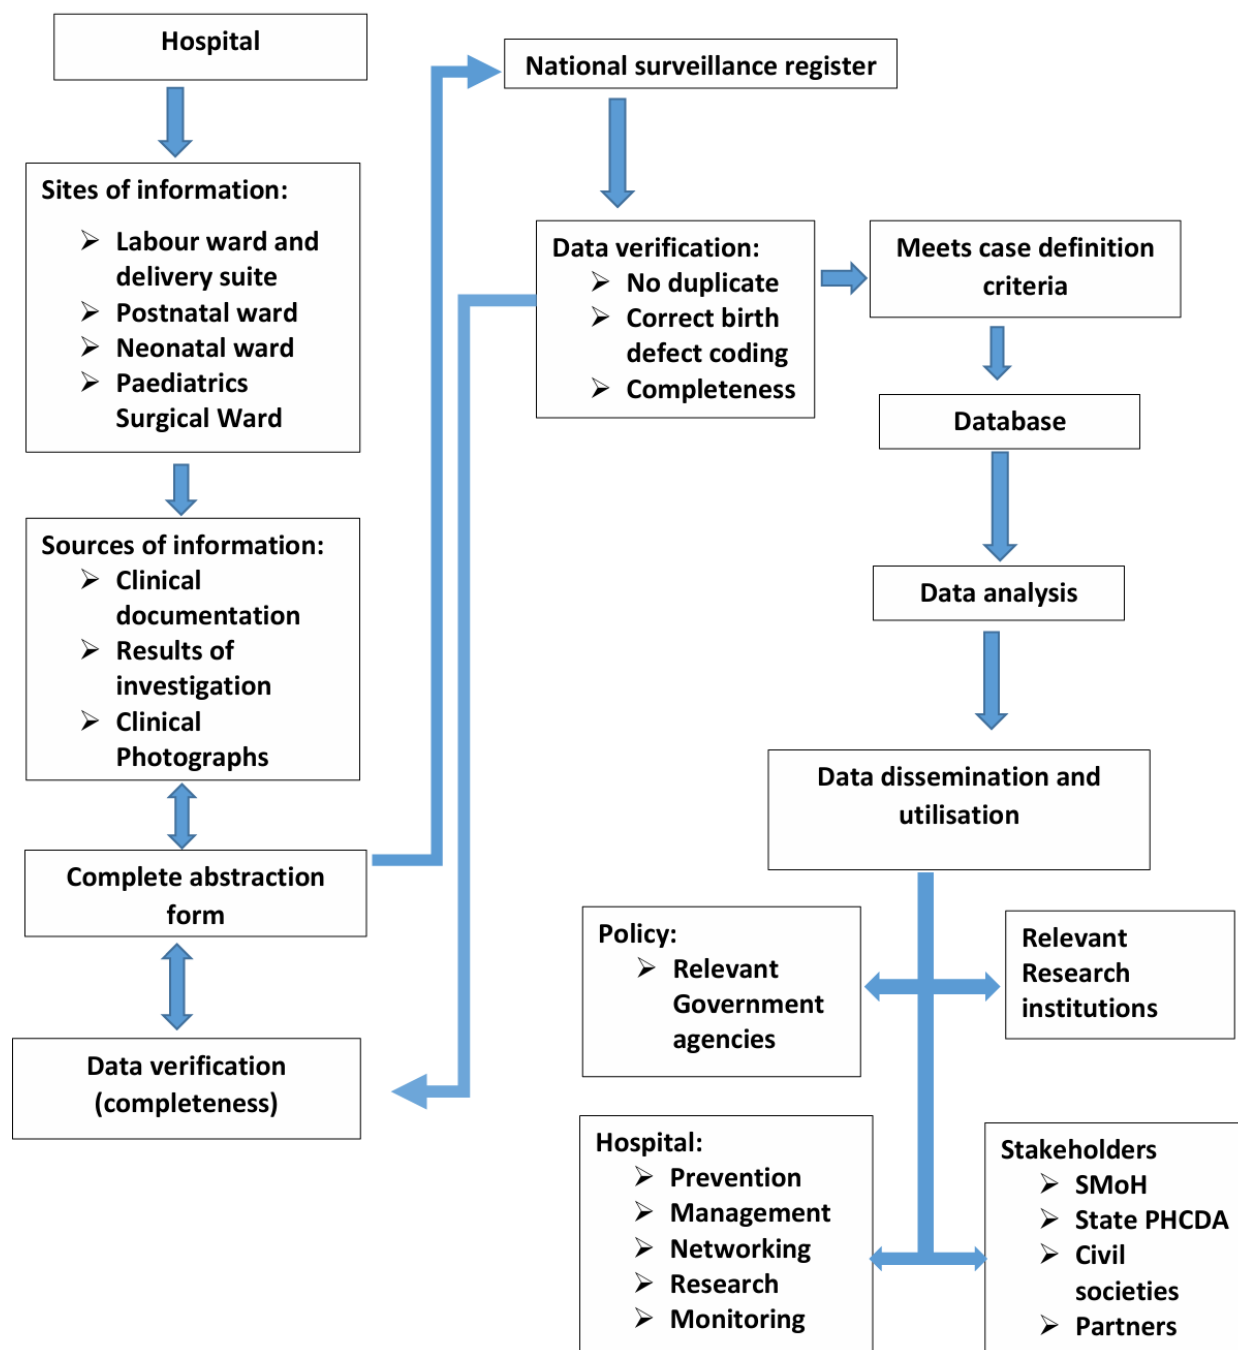 Hospital
Sites of information:
➢ Labour ward and
delivery suite
➢ Postnatal ward
➢ Neonatal ward
➢ Paediatrics
Surgical Ward
Sources of information:
➢ Clinical
documentation
➢ Results of
investigation
➢ Clinical
Photographs
Complete abstraction
form
Data verification
(completeness)
National surveillance register
Data verification:
➢ No duplicate
➢ Correct birth
defect coding
➢ Completeness
Meets case definition
criteria
Database
Data analysis
Data dissemination and
utilisation
Policy:
➢ Relevant
Government
agencies
Relevant
Research
institutions
Hospital:
➢ Prevention
➢ Management
➢ Networking
➢ Research
➢ Monitoring
Stakeholders
➢ SMoH
➢ State PHCDA
➢ Civil
societies
➢ Partners